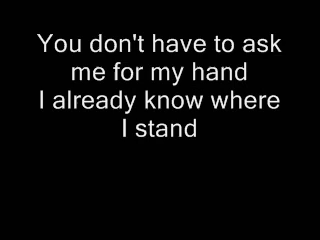 You don't have to ask
me for my hand
I already know where
I stand